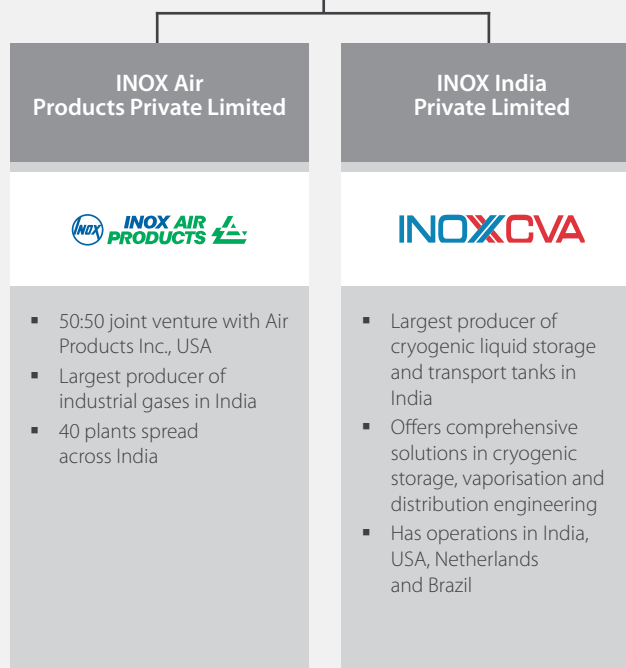 INOX Air
Products Private Limited
INOX
INOX AIR
PRODUCTS
▪ 50:50 joint venture with Air
Products Inc., USA
▪ Largest producer of
industrial gases in India
▪ 40 plants spread
across India
INOX India
Private Limited
INOXCVA
▪ Largest producer of
cryogenic liquid storage
and transport tanks in
India
▪ Offers comprehensive
solutions in cryogenic
storage, vaporisation and
distribution engineering
▪ Has operations in India,
USA, Netherlands
and Brazil